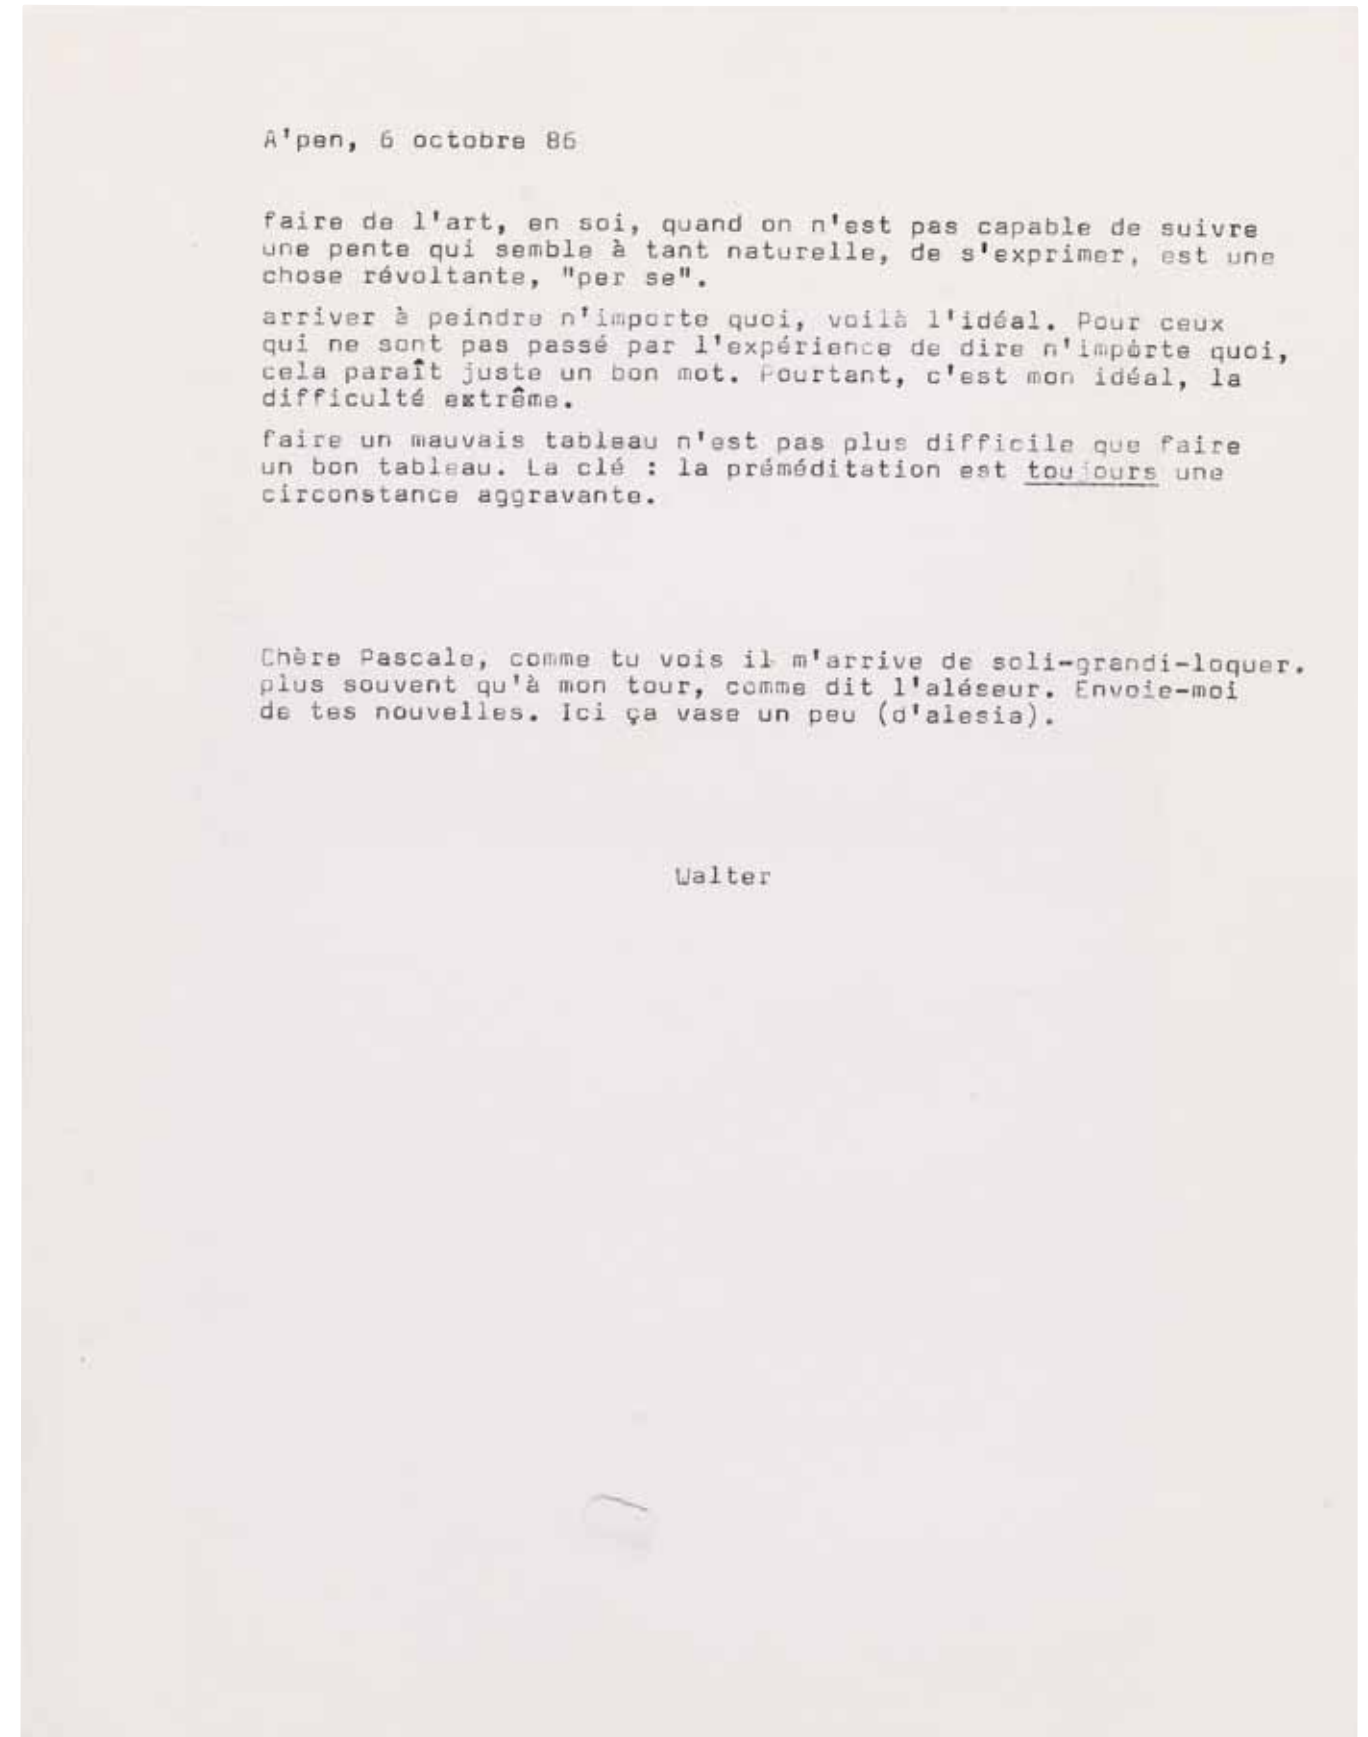 A'pen, 6 octobre 86
faire de l'art, en soi, quand on n'est pas capable de suivre
une pente qui semble à tant naturelle, de s'exprimer, est une
chose révoltante, "per se".
arriver à peindre n'importe quoi, voilà l'idéal. Pour ceux
qui ne sont pas passé par l'expérience de dire n'impòrte quoi,
cela paraît juste un bon mot. Pourtant, c'est mon idéal, la
difficulté extrême.
faire un mauvais tableau n'est pas plus difficile que faire
un bon tableau. La clé : la préméditation est toujours une
circonstance aggravante.
Chère Pascale, comme tu vois il m'arrive de soli-grandi-loquer.
plus souvent qu'à mon tour, comme dit l'aléseur. Envoie-moi
de tes nouvelles. Ici ça vase un peu (d'alesia).
Walter